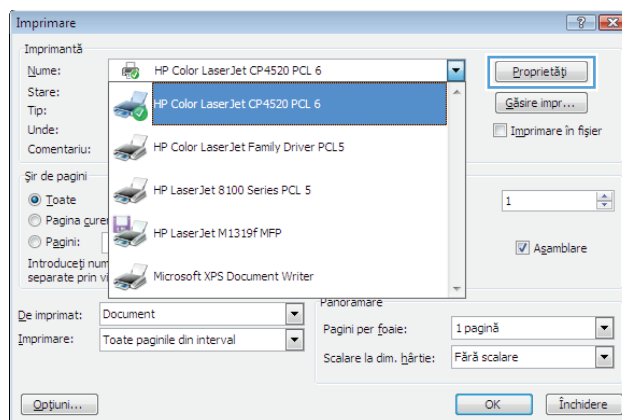 Imprimare
Imprimantă
Nume:
HP Color LaserJet CP4520 PCL 6
Proprietăți
Stare:
HP Color LaserJet CP4520 PCL 6
Găsire impr...
Tip:
Unde:
Imprimare în fișier
Comentariu:
HP Color LaserJet Family Driver PCL5
Șir de pagini
HP LaserJet 8100 Series PCL 5
Toate
1
Pagina curen
HP LaserJet M1319f MFP
Pagini:
Asamblare
Introduceți num
separate prin vi
Microsoft XPS Document Writer
Panoramare
De imprimat:
Document
Pagini per foaie:
1 pagină
Imprimare:
Toate paginile din interval
Scalare la dim. hârtie:
Fără scalare
Opțiuni...
OK
Închidere